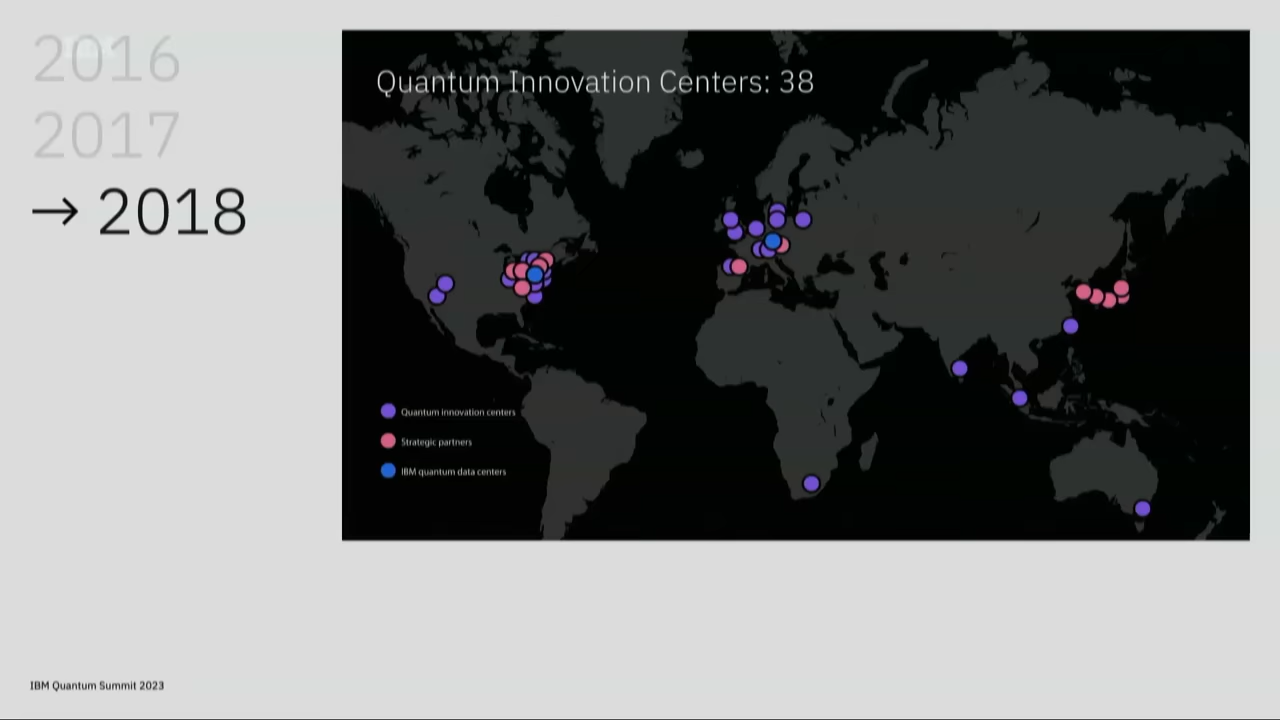 2016
2017
→ 2018
Quantum Innovation Centers: 38
Quantum innovation centers
Strategic partners
IBM quantum data centers
IBM Quantum Summit 2023